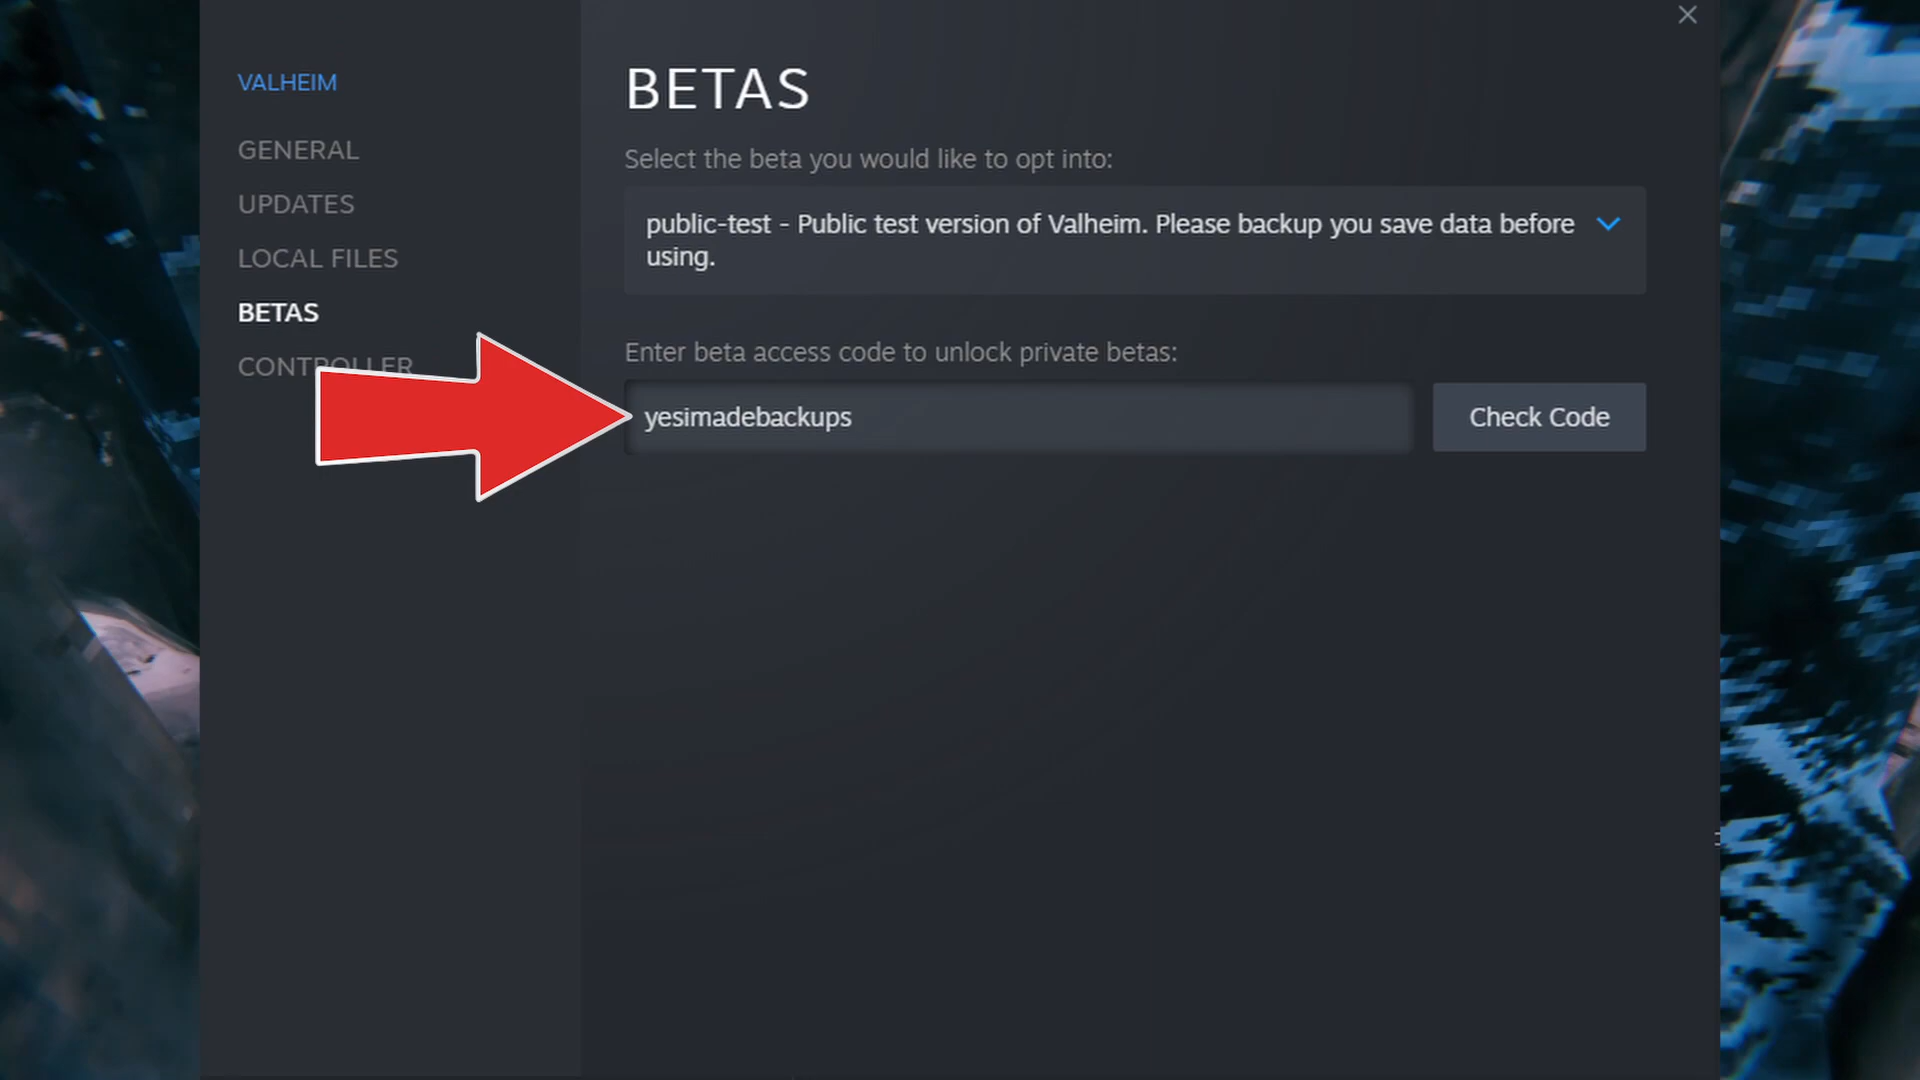 VALHEIM
GENERAL
UPDATES
LOCAL FILES
BETAS
CONTROLLER
BETAS
Select the beta you would like to opt into:
public-test - Public test version of Valheim. Please backup you save data before
using.
Enter beta access code to unlock private betas:
yesimadebackups
Check Code